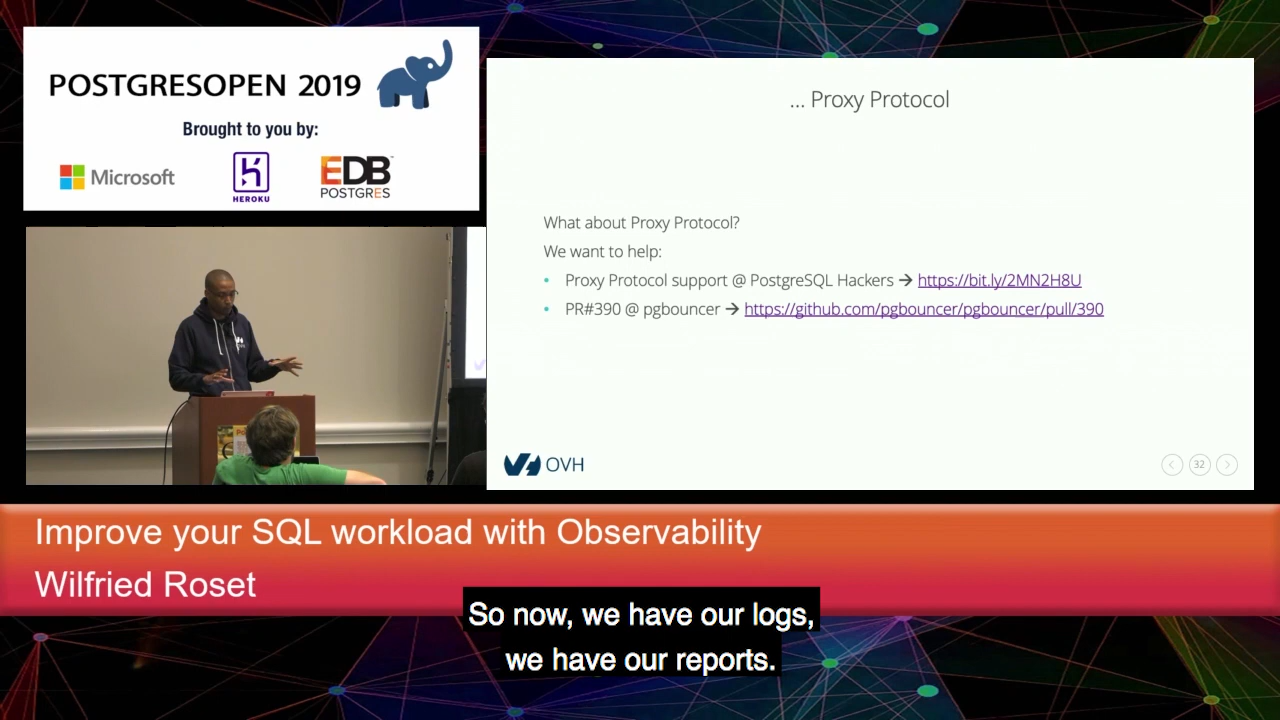 POSTGRESOPEN 2019
Brought to you by:
Microsoft
HEROKU
EDB
POSTGRES
... Proxy Protocol
What about Proxy Protocol?
We want to help:
• Proxy Protocol support @ PostgreSQL Hackers → https://bit.ly/2MN2H8U
• PR#390 @ pgbouncer → https://github.com/pgbouncer/pgbouncer/pull/390
OVH
32
Improve your SQL workload with Observability
Wilfried Roset
So now, we have our logs,
we have our reports.